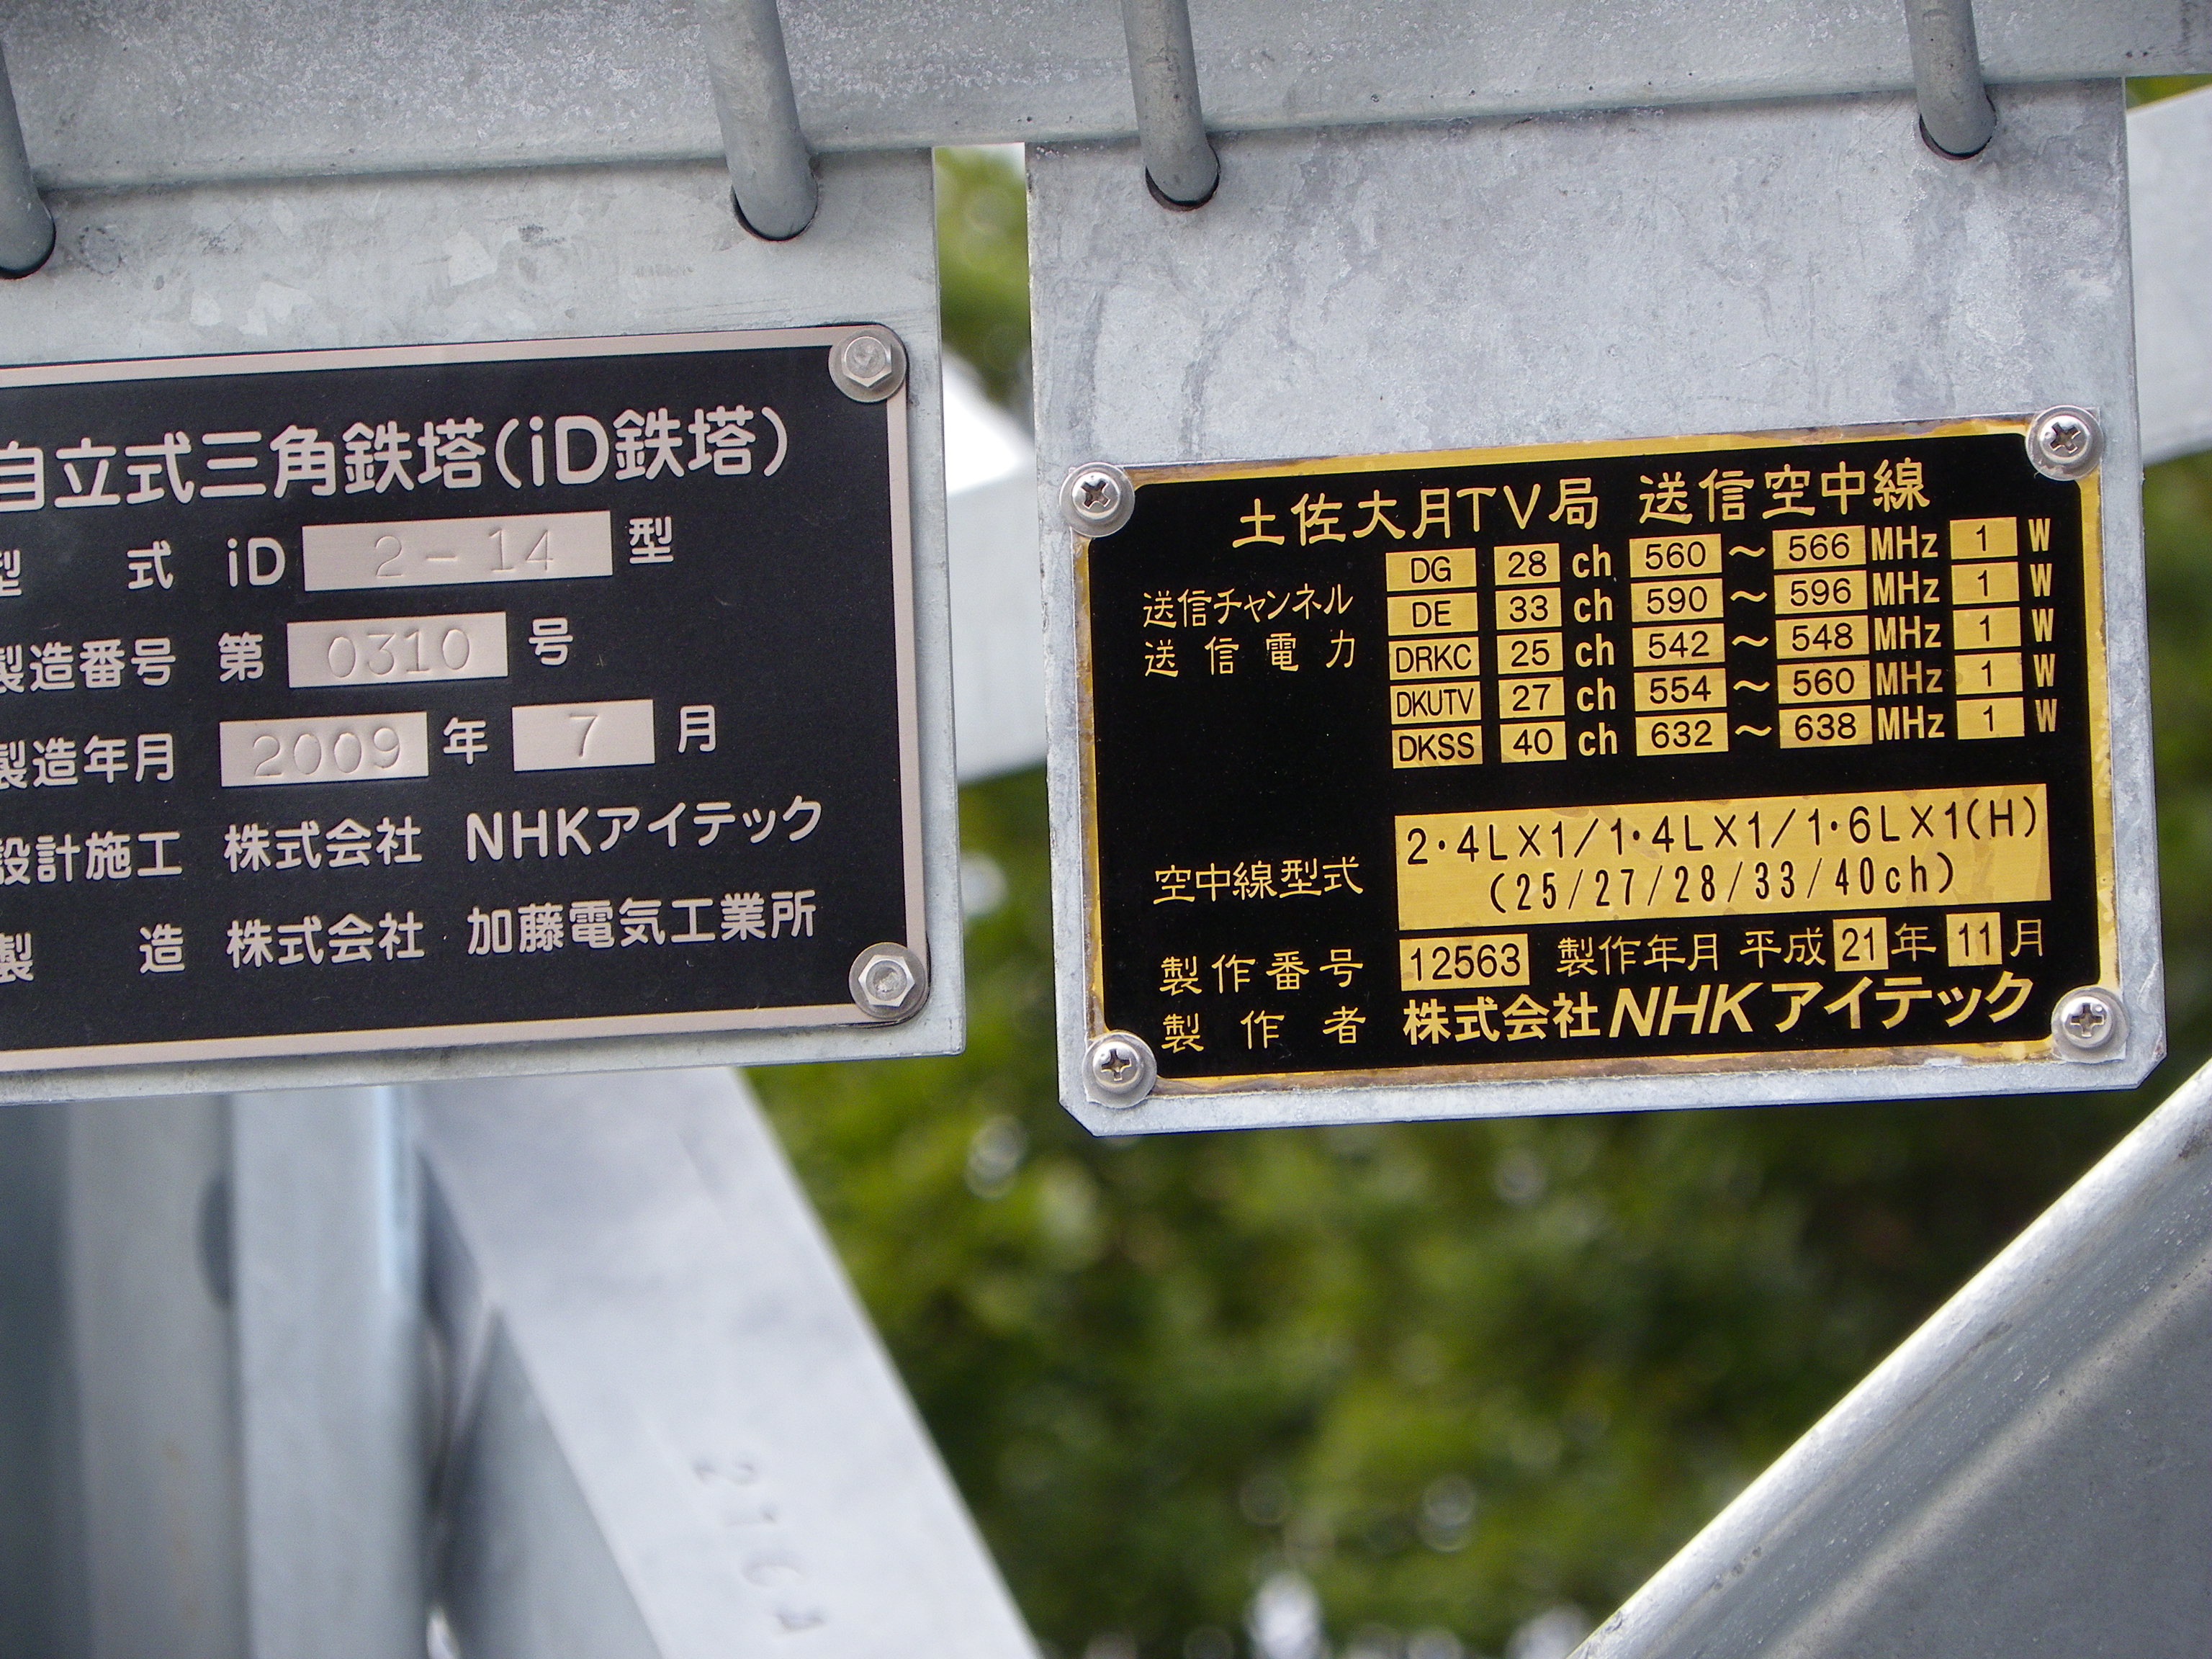 自立式三角鉄塔(iD鉄塔)
型 式 iD 2-14 型
製造番号 第 0310 号
製造年月 2009 年 7 月
設計施工 株式会社 NHKアイテック
製 造 株式会社 加藤電気工業所
土佐大月TV局 送信空中線
送信チャンネル
送信電力
DG 28 ch 560 ~ 566 MHz 1 W
DE 33 ch 590 ~ 596 MHz 1 W
DRKC 25 ch 542 ~ 548 MHz 1 W
DKUTV 27 ch 554 ~ 560 MHz 1 W
DKSS 40 ch 632 ~ 638 MHz 1 W
空中線型式 2・4L×1/1・4L×1/1・6L×1(H)
(25/27/28/33/40ch)
製作番号 12563 製作年月 平成 21 年 11 月
製作者 株式会社 NHKアイテック